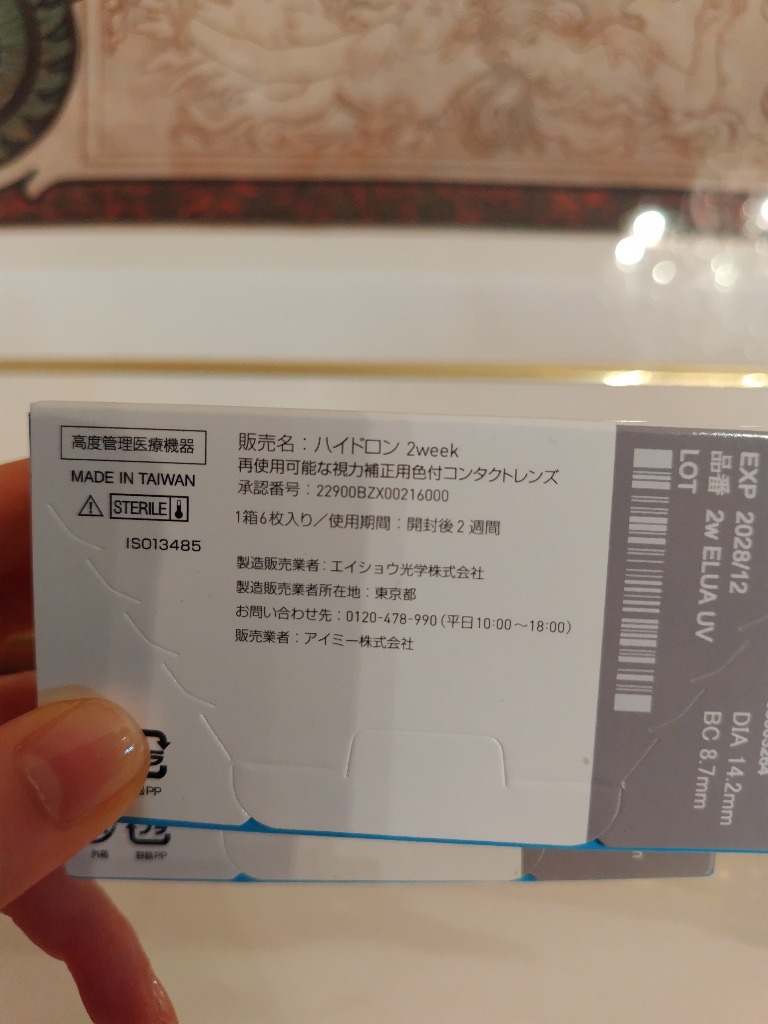 高度管理医療機器
MADE IN TAIWAN
STERILE
ISO13485
販売名：ハイドロン 2week
再使用可能な視力補正用色付コンタクトレンズ
承認番号：22900BZX00216000
1箱6枚入り／使用期間：開封後2週間
製造販売業者：エイショウ光学株式会社
製造販売業者所在地：東京都
お問い合わせ先：0120-478-990（平日10:00～18:00）
販売業者：アイミー株式会社
EXP 2028/12
品番 2w ELUA UV
LOT
DIA 14.2mm
BC 8.7mm
PP
外箱
容器PP